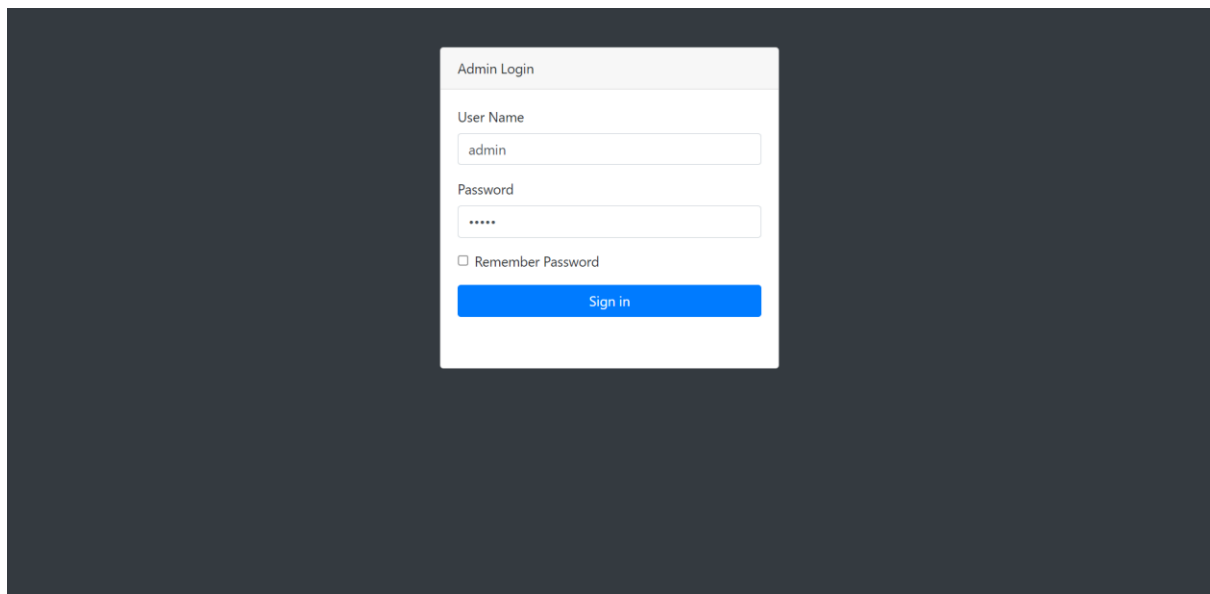 Admin Login
User Name
admin
Password
•••••
Remember Password
Sign in